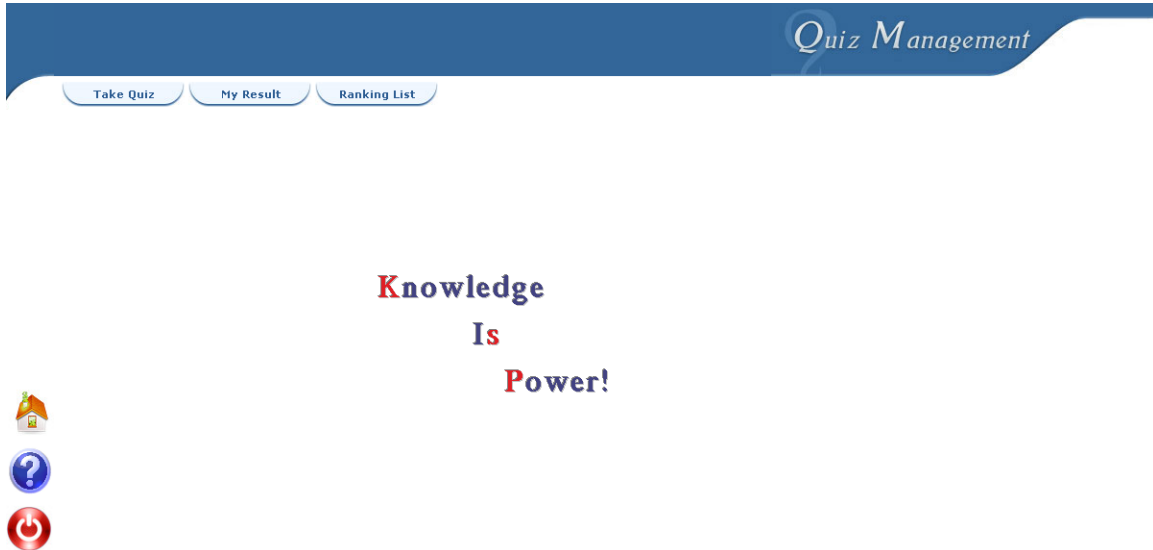 Quiz Management
Take Quiz My Result Ranking List
Knowledge
Is
Power!
?